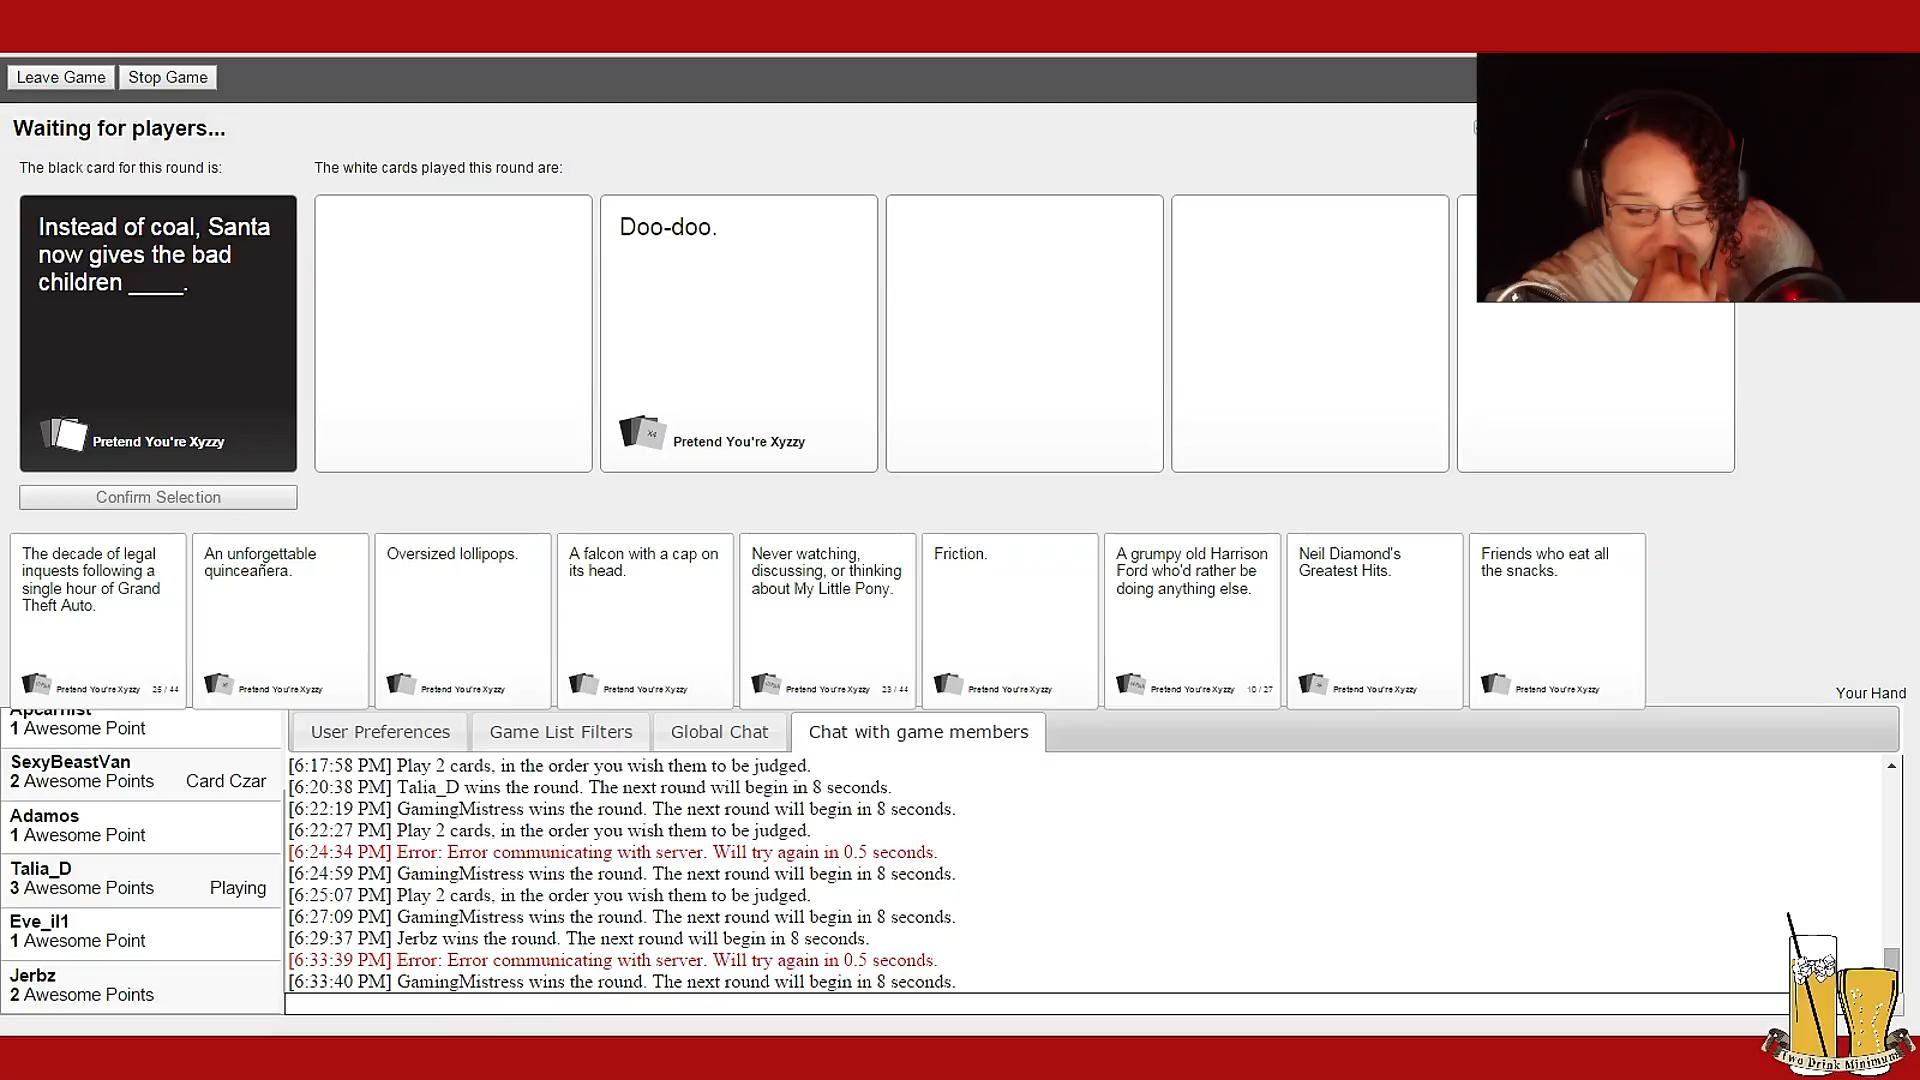 Leave Game
Stop Game
Waiting for players...
The black card for this round is:
The white cards played this round are:
Instead of coal, Santa
now gives the bad
children ____.
Pretend You're Xyzzy
Doo-doo.
X4
Pretend You're Xyzzy
Confirm Selection
The decade of legal
inquests following a
single hour of Grand
Theft Auto.
Pretend You're Xyzzy
25 / 44
An unforgettable
quinceañera.
Pretend You're Xyzzy
Oversized lollipops.
Pretend You're Xyzzy
A falcon with a cap on
its head.
Pretend You're Xyzzy
Never watching,
discussing, or thinking
about My Little Pony.
Pretend You're Xyzzy
23 / 44
Friction.
Pretend You're Xyzzy
A grumpy old Harrison
Ford who'd rather be
doing anything else.
Pretend You're Xyzzy
10 / 27
Neil Diamond's
Greatest Hits.
Pretend You're Xyzzy
Friends who eat all
the snacks.
Pretend You're Xyzzy
Your Hand
Apcarnist
1 Awesome Point
SexyBeastVan
2 Awesome Points
Card Czar
Adamos
1 Awesome Point
Talia_D
3 Awesome Points
Playing
Eve_il1
1 Awesome Point
Jerbz
2 Awesome Points
User Preferences
Game List Filters
Global Chat
Chat with game members
[6:17:58 PM] Play 2 cards, in the order you wish them to be judged.
[6:20:38 PM] Talia_D wins the round. The next round will begin in 8 seconds.
[6:22:19 PM] GamingMistress wins the round. The next round will begin in 8 seconds.
[6:22:27 PM] Play 2 cards, in the order you wish them to be judged.
[6:24:34 PM] Error: Error communicating with server. Will try again in 0.5 seconds.
[6:24:59 PM] GamingMistress wins the round. The next round will begin in 8 seconds.
[6:25:07 PM] Play 2 cards, in the order you wish them to be judged.
[6:27:09 PM] GamingMistress wins the round. The next round will begin in 8 seconds.
[6:29:37 PM] Jerbz wins the round. The next round will begin in 8 seconds.
[6:33:39 PM] Error: Error communicating with server. Will try again in 0.5 seconds.
[6:33:40 PM] GamingMistress wins the round. The next round will begin in 8 seconds.
Two Drink Minimum